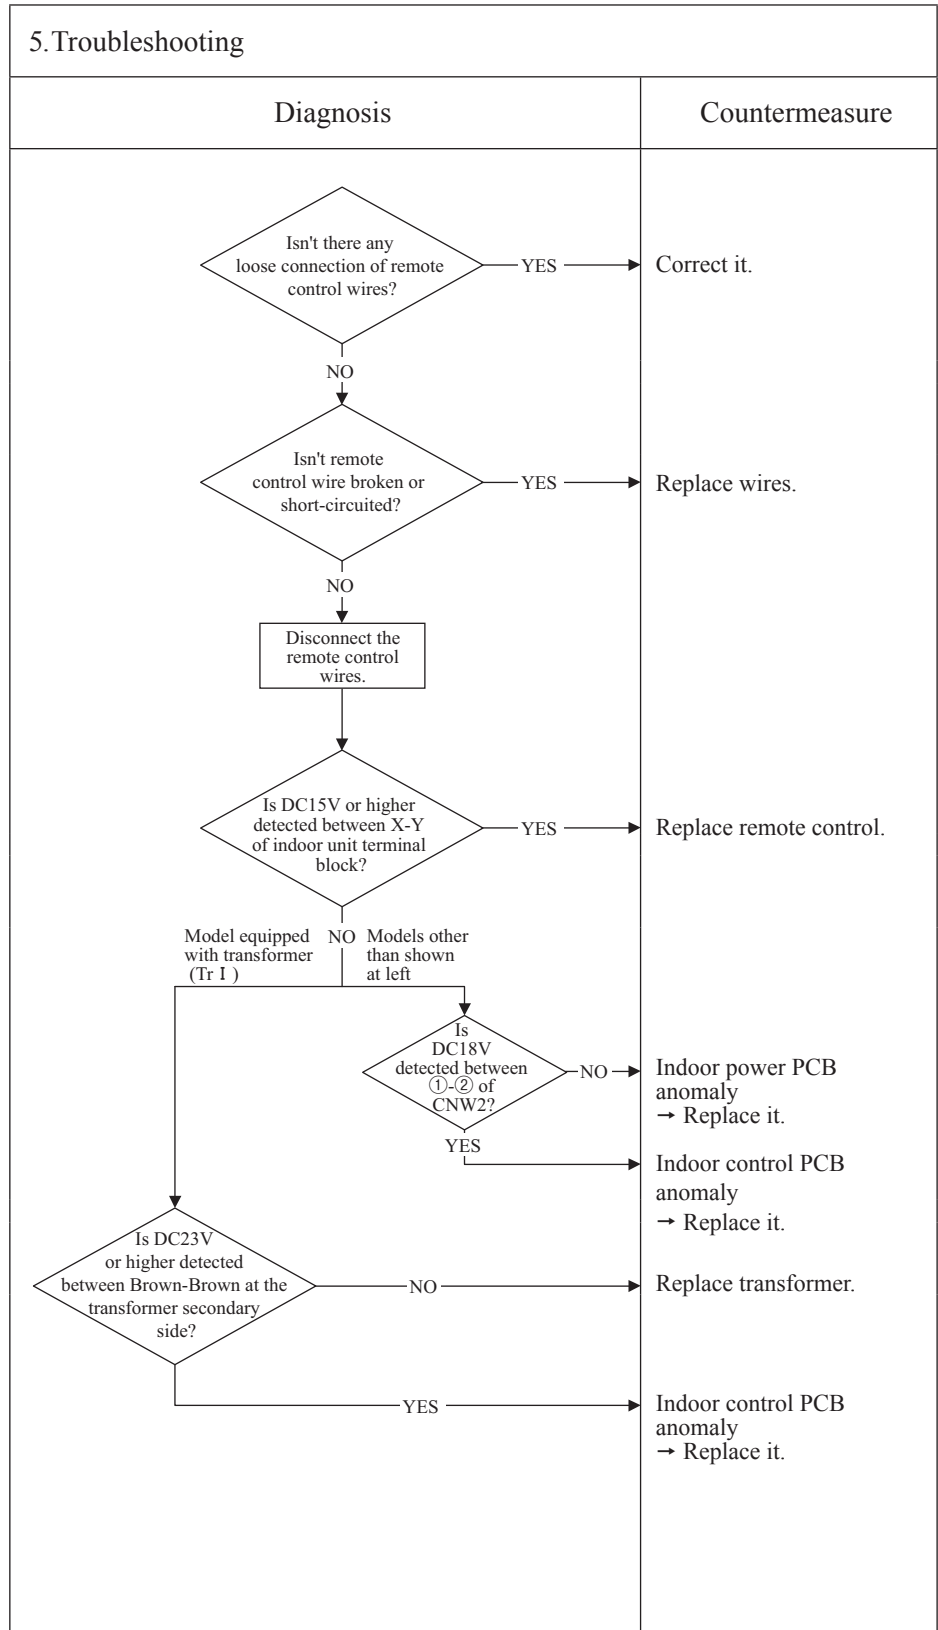 5.Troubleshooting
Diagnosis
Countermeasure
Isn't there any
loose connection of remote
control wires?
YES
Correct it.
NO
Isn't remote
control wire broken or
short-circuited?
YES
Replace wires.
NO
Disconnect the
remote control
wires.
Is DC15V or higher
detected between X-Y
of indoor unit terminal
block?
YES
Replace remote control.
NO
Model equipped
with transformer
(Tr I )
Models other
than shown
at left
Is
DC18V
detected between
①-② of
CNW2?
NO
Indoor power PCB
anomaly
→ Replace it.
YES
Indoor control PCB
anomaly
→ Replace it.
Is DC23V
or higher detected
between Brown-Brown at the
transformer secondary
side?
NO
Replace transformer.
YES
Indoor control PCB
anomaly
→ Replace it.